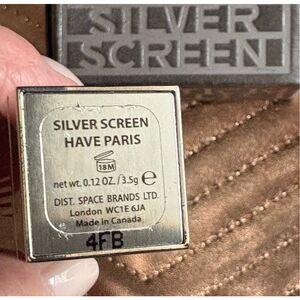 SILVER
SCREEN
SILVER SCREEN
HAVE PARIS
18M
net wt. 0.12 OZ. / 3.5g e
DIST. SPACE BRANDS LTD.
London WC1E 6JA
Made in Canada
4FB